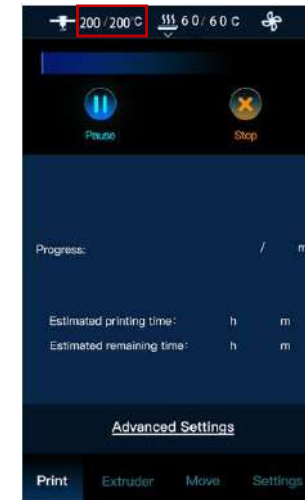 200/200°C 60/60C
Pause Stop
Progress: / m
Estimated printing time: h m
Estimated remaining time: h m
Advanced Settings
Print Extruder Move Settings